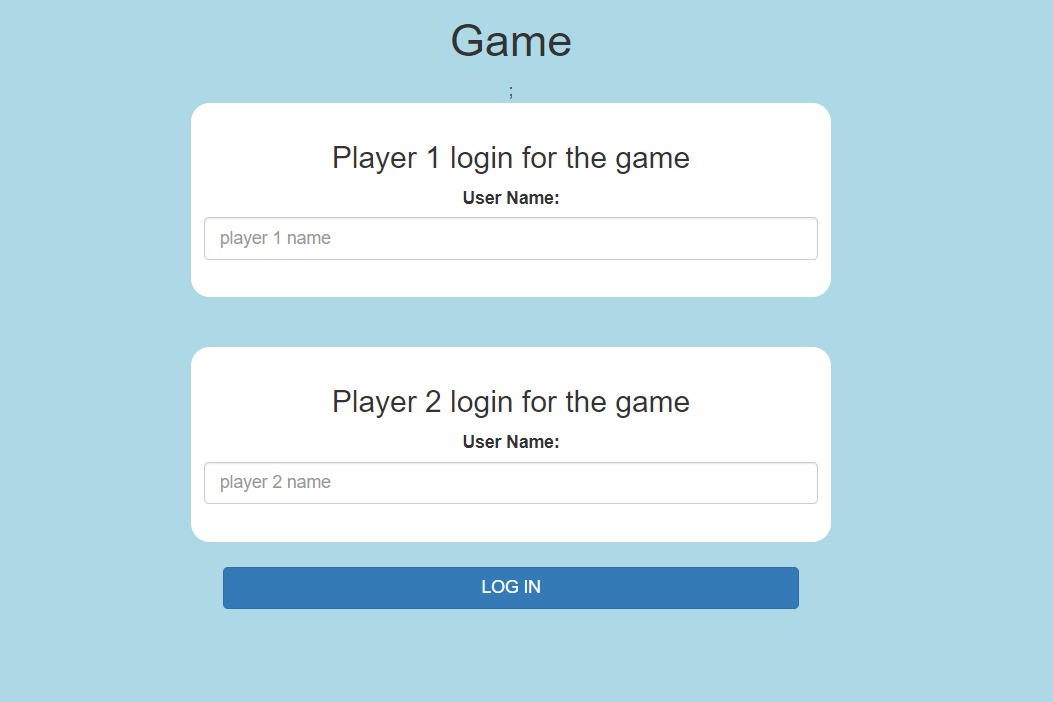 Game
;
Player 1 login for the game
User Name:
player 1 name
Player 2 login for the game
User Name:
player 2 name
LOG IN